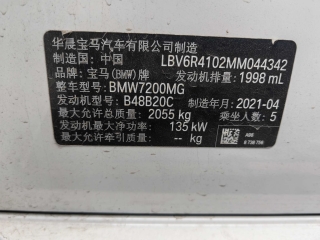 华晨宝马汽车有限公司制造
制造国：中国 LBV6R4102MM044342
品牌：宝马(BMW)牌 发动机排量：1998 mL
整车型号：BMW7200MG
发动机型号：B48B20C 制造年月：2021-04
最大允许总质量：2055 kg 乘坐人数：5
发动机最大净功率：135 kW
最大允许牵引质量：-- kg